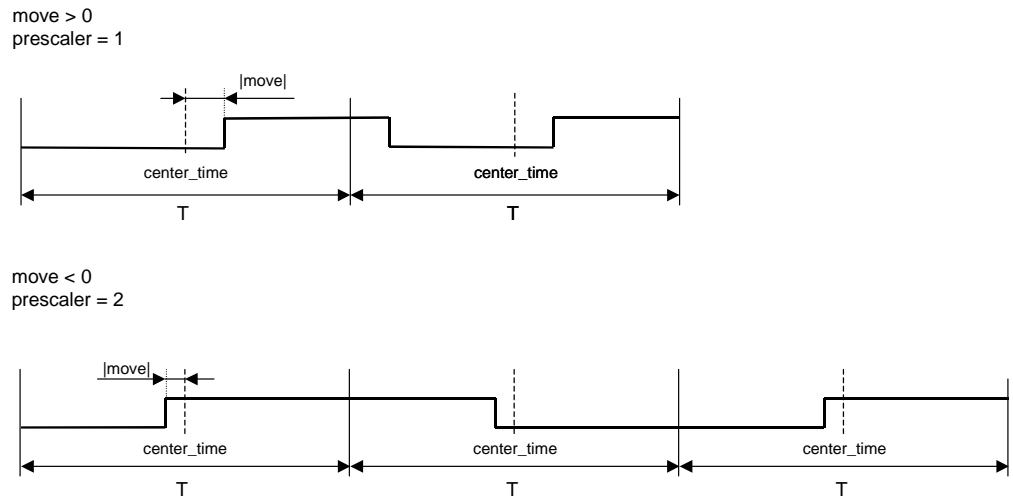 move > 0
prescaler = 1
|move|
center_time
center_time
T
T
move < 0
prescaler = 2
|move|
center_time
center_time
center_time
T
T
T